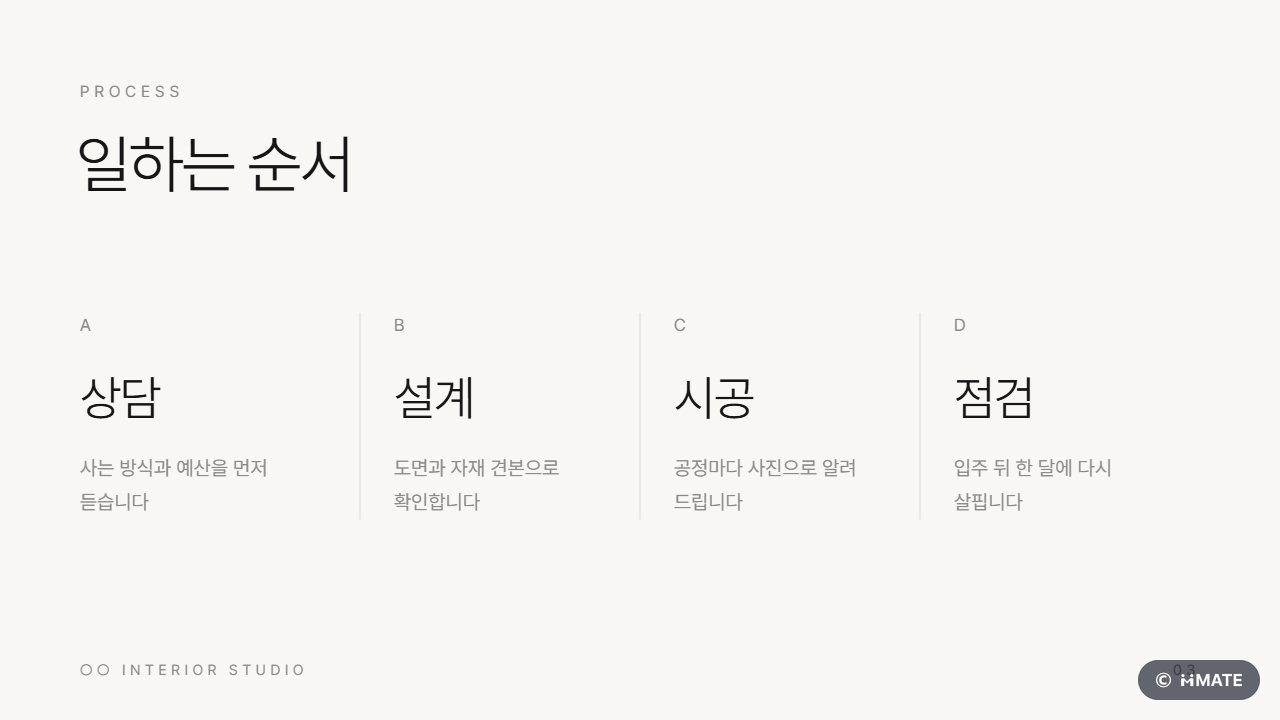 PROCESS
일하는 순서
A
상담
사는 방식과 예산을 먼저
듣습니다
B
설계
도면과 자재 견본으로
확인합니다
C
시공
공정마다 사진으로 알려
드립니다
D
점검
입주 뒤 한 달에 다시
살핍니다
○○ INTERIOR STUDIO
03
© MMATE